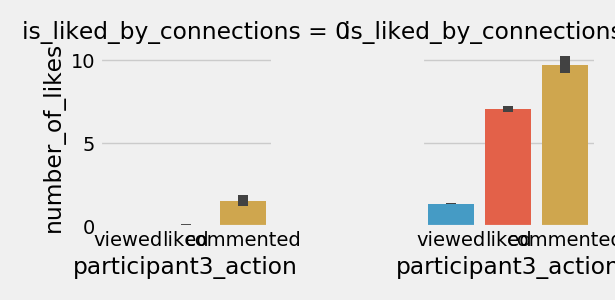 is_liked_by_connections = 0
is_liked_by_connections
number_of_likes
10
5
0
viewed
liked
commented
viewed
liked
commented
participant3_action
participant3_action